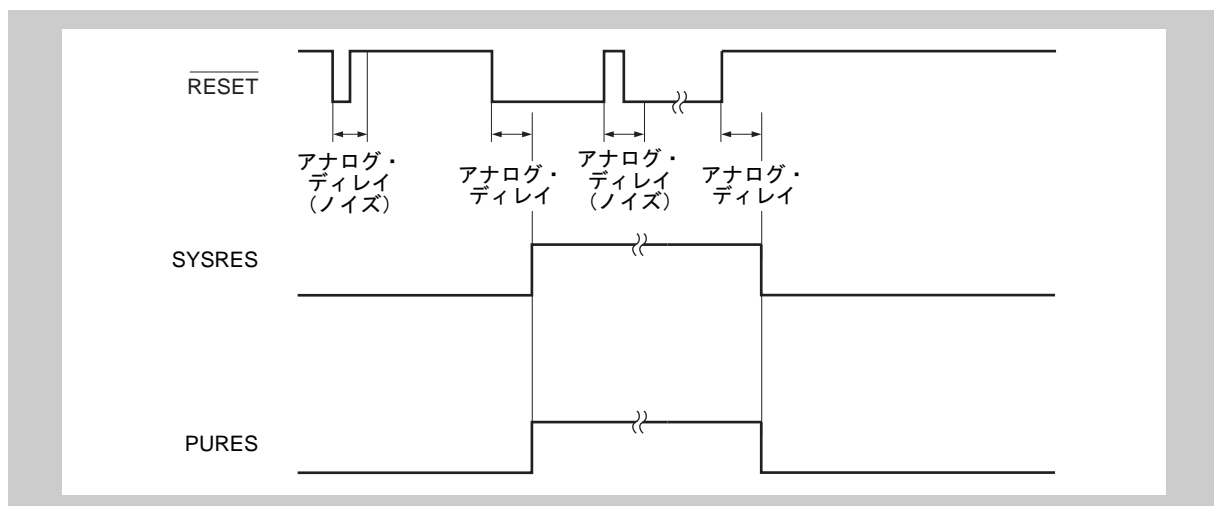 RESET
アナログ・
ディレイ
（ノイズ）
アナログ・
ディレイ
アナログ・
ディレイ
（ノイズ）
アナログ・
ディレイ
SYSRES
PURES